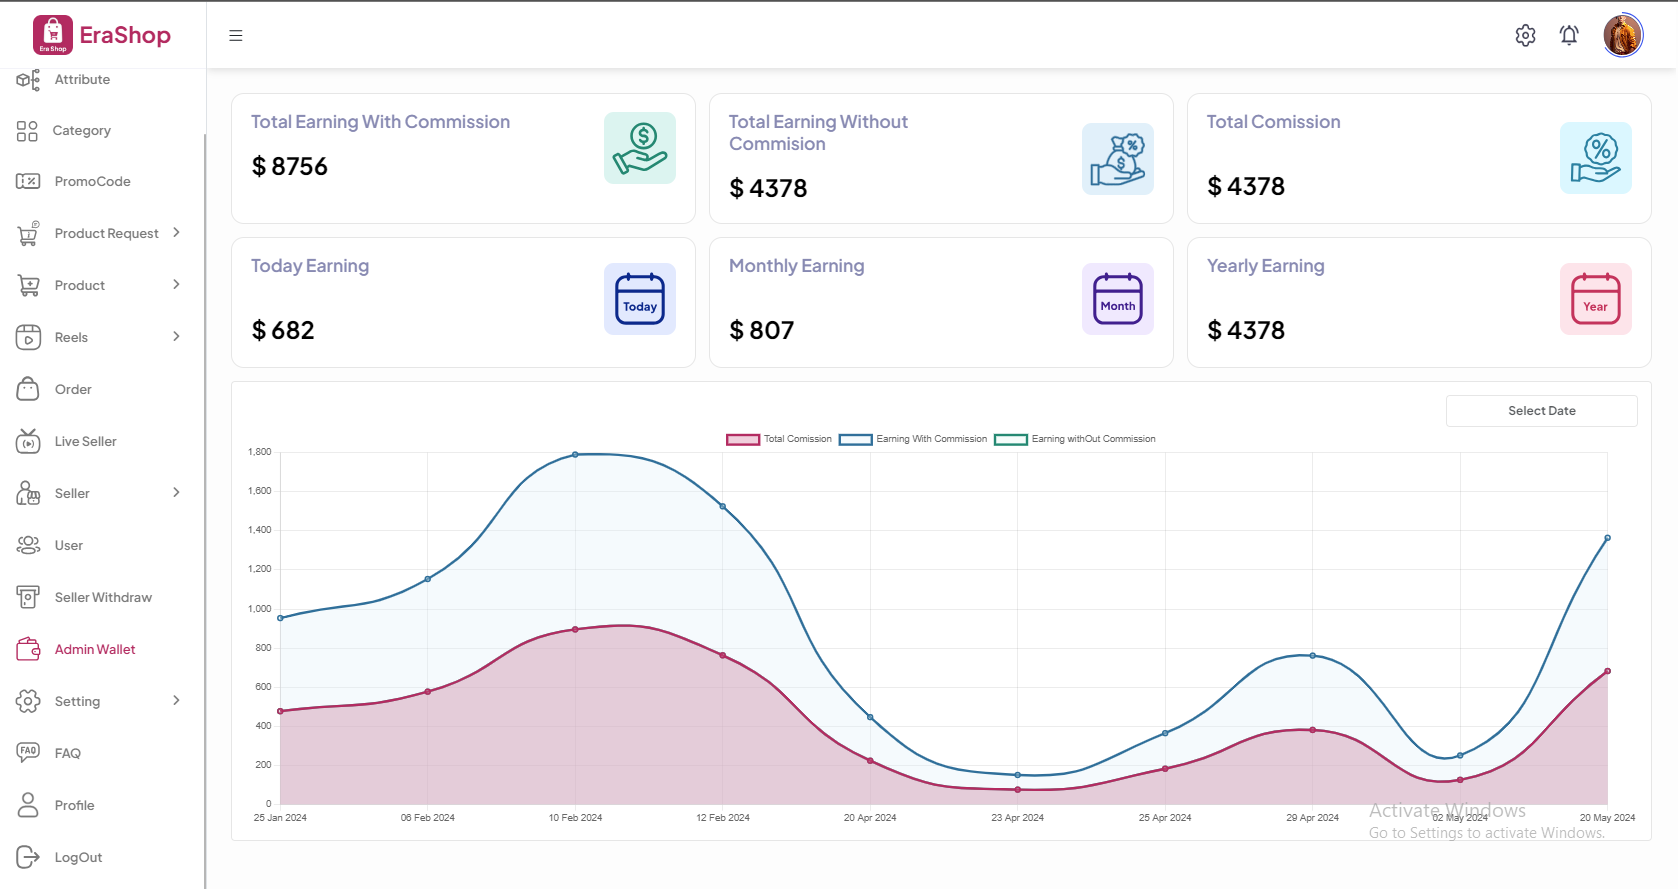 Era Shop
EraShop
Attribute
Category
PromoCode
Product Request
Product
Reels
Order
Live Seller
Seller
User
Seller Withdraw
Admin Wallet
Setting
FAQ
FAQ
Profile
LogOut
Total Earning With Commission
$ 8756
Total Earning Without
Commision
$ 4378
Total Comission
$ 4378
Today Earning
$ 682
Today
Monthly Earning
$ 807
Month
Yearly Earning
$ 4378
Year
Select Date
Total Comission
Earning With Commission
Earning withOut Commission
1,800
1,600
1,400
1,200
1,000
800
600
400
200
0
25 Jan 2024
06 Feb 2024
10 Feb 2024
12 Feb 2024
20 Apr 2024
23 Apr 2024
25 Apr 2024
29 Apr 2024
02 May 2024
20 May 2024
Activate Windows
Go to Settings to activate Windows.